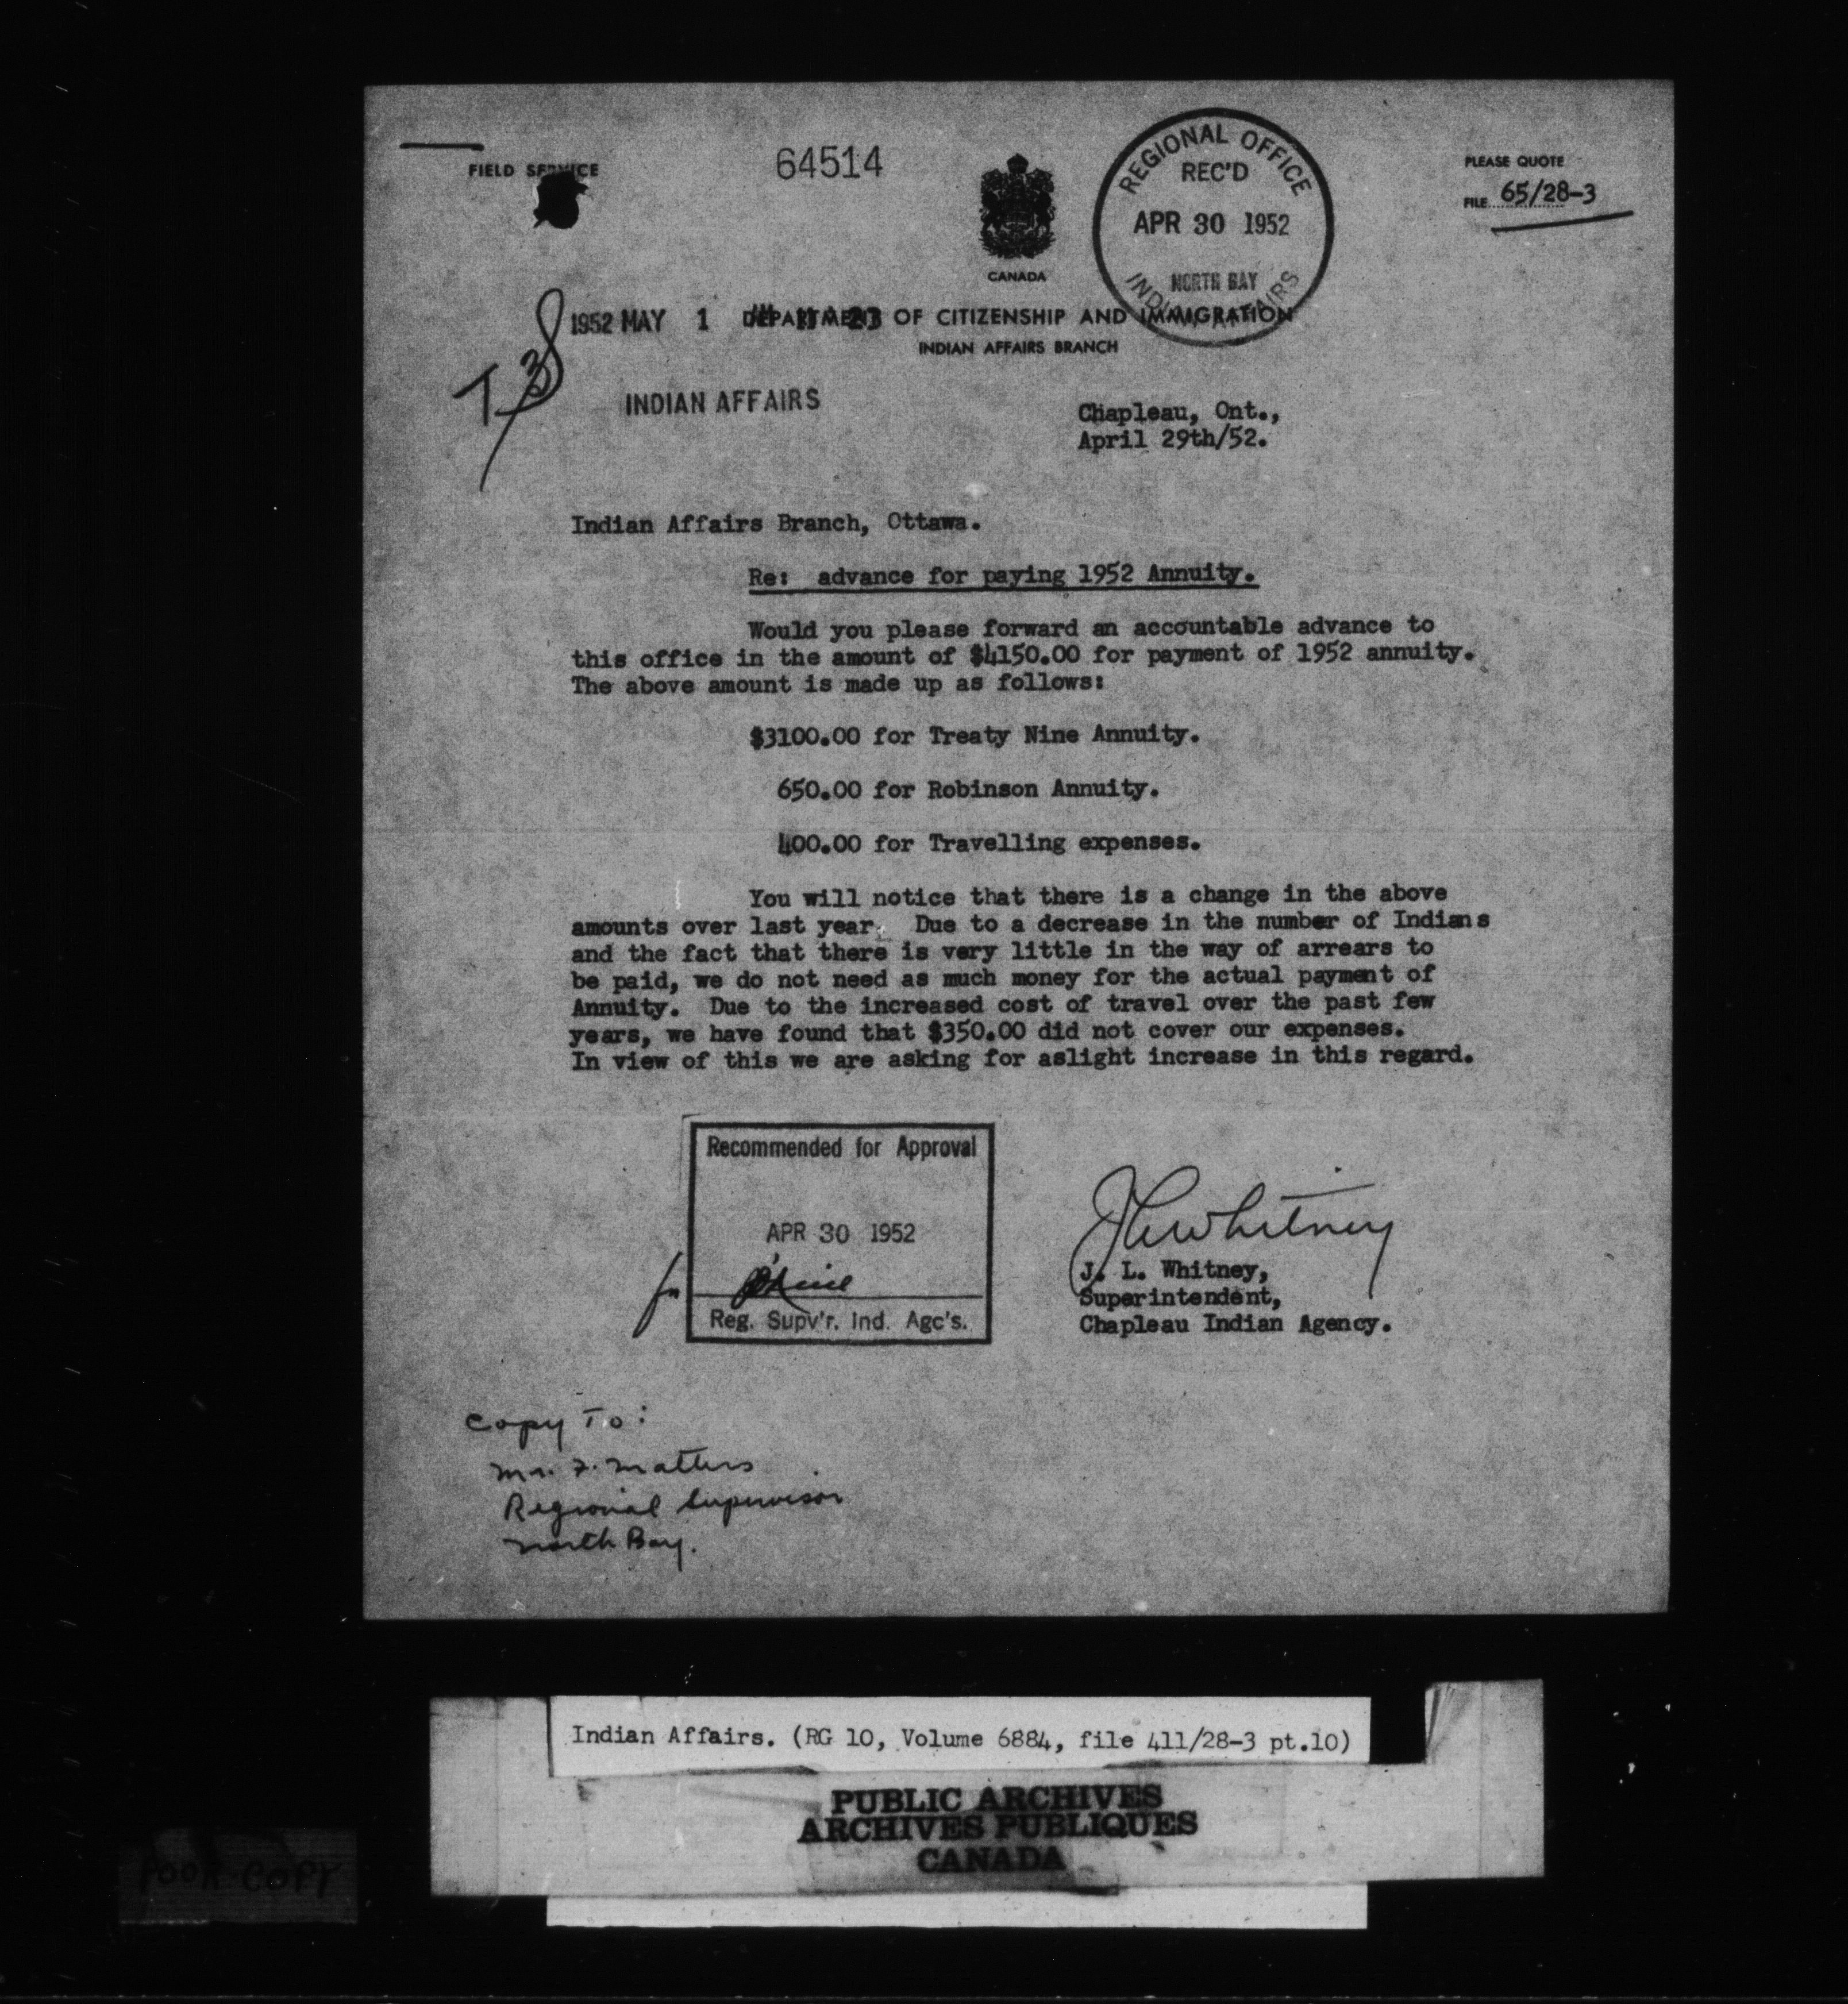 FIELD SERVICE
64514
CANADA
REGIONAL OFFICE
REC'D
APR 30 1952
NORTH BAY
INDIAN AFFAIRS
PLEASE QUOTE
FILE 65/28-3
1952 MAY 1
DEPARTMENT OF CITIZENSHIP AND IMMIGRATION
INDIAN AFFAIRS BRANCH
INDIAN AFFAIRS
Chapleau, Ont.,
April 29th/52.
Indian Affairs Branch, Ottawa.
Re: advance for paying 1952 Annuity.
Would you please forward an accountable advance to
this office in the amount of $4150.00 for payment of 1952 annuity.
The above amount is made up as follows:
$3100.00 for Treaty Nine Annuity.
650.00 for Robinson Annuity.
400.00 for Travelling expenses.
You will notice that there is a change in the above
amounts over last year. Due to a decrease in the number of Indians
and the fact that there is very little in the way of arrears to
be paid, we do not need as much money for the actual payment of
Annuity. Due to the increased cost of travel over the past few
years, we have found that $350.00 did not cover our expenses.
In view of this we are asking for aslight increase in this regard.
Recommended for Approval
APR 30 1952
for
Reg. Supv'r. Ind. Agc's.
JLWhitney
J. L. Whitney,
Superintendent,
Chapleau Indian Agency.
Copy To:
Mr. F. Matters
Regional Supervisor
North Bay.
Indian Affairs. (RG 10, Volume 6884, file 411/28-3 pt.10)
PUBLIC ARCHIVES
ARCHIVES PUBLIQUES
CANADA
POOR COPY